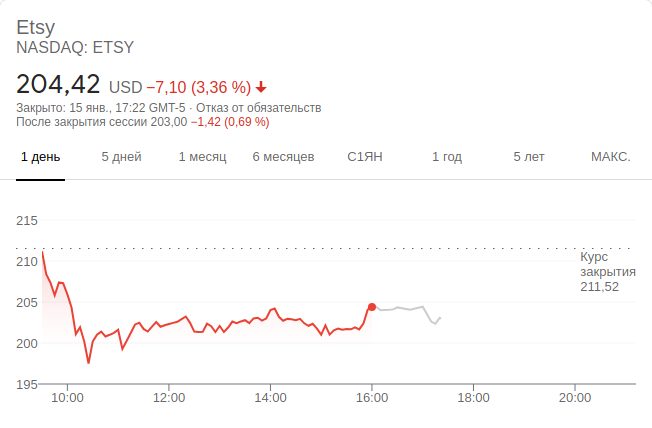 Etsy
NASDAQ: ETSY
204,42 USD −7,10 (3,36 %)
Закрыто: 15 янв., 17:22 GMT-5 · Отказ от обязательств
После закрытия сессии 203,00 −1,42 (0,69 %)
1 день 5 дней 1 месяц 6 месяцев С1ЯН 1 год 5 лет МАКС.
215
210
205
200
195
Курс
закрытия
211,52
10:00 12:00 14:00 16:00 18:00 20:00